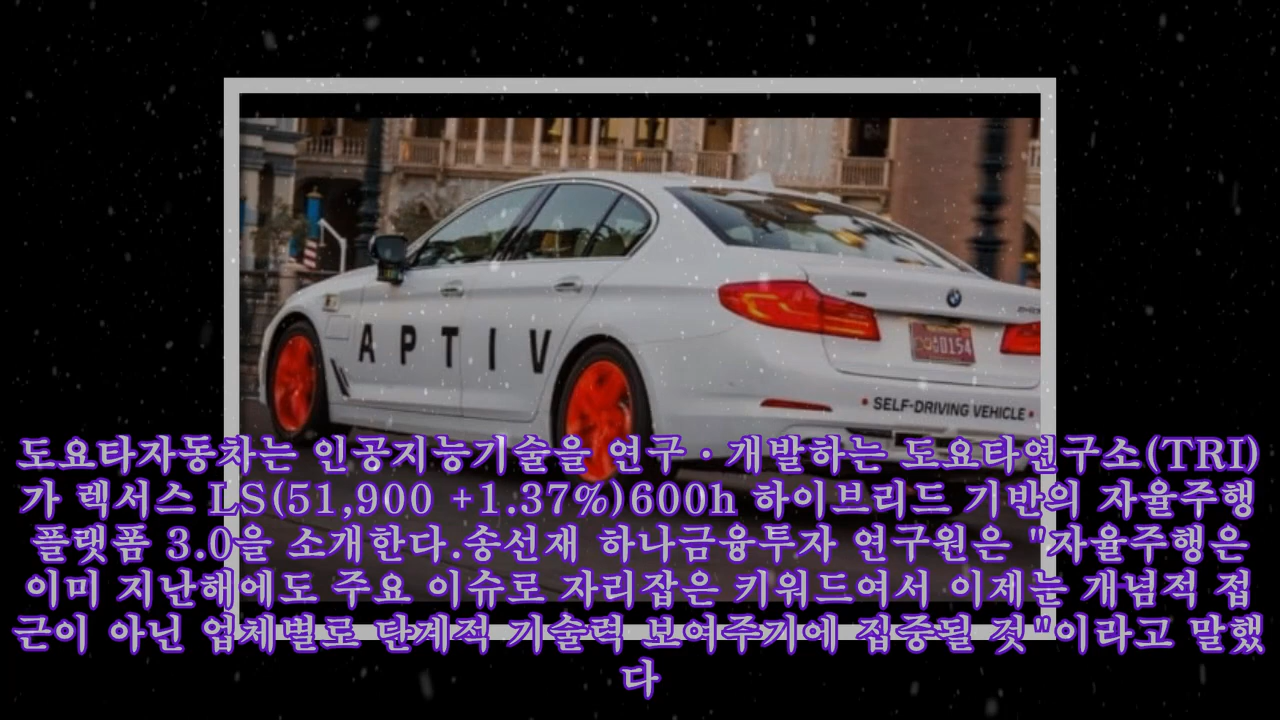 APTIV
0154
• SELF-DRIVING VEHICLE •
도요타자동차는 인공지능기술을 연구·개발하는 도요타연구소(TRI)
가 렉서스 LS(51,900 +1.37%)600h 하이브리드 기반의 자율주행
플랫폼 3.0을 소개한다.송선재 하나금융투자 연구원은 "자율주행은
이미 지난해에도 주요 이슈로 자리잡은 키워드여서 이제는 개념적 접
근이 아닌 업체별로 단계적 기술력 보여주기에 집중될 것"이라고 말했
다